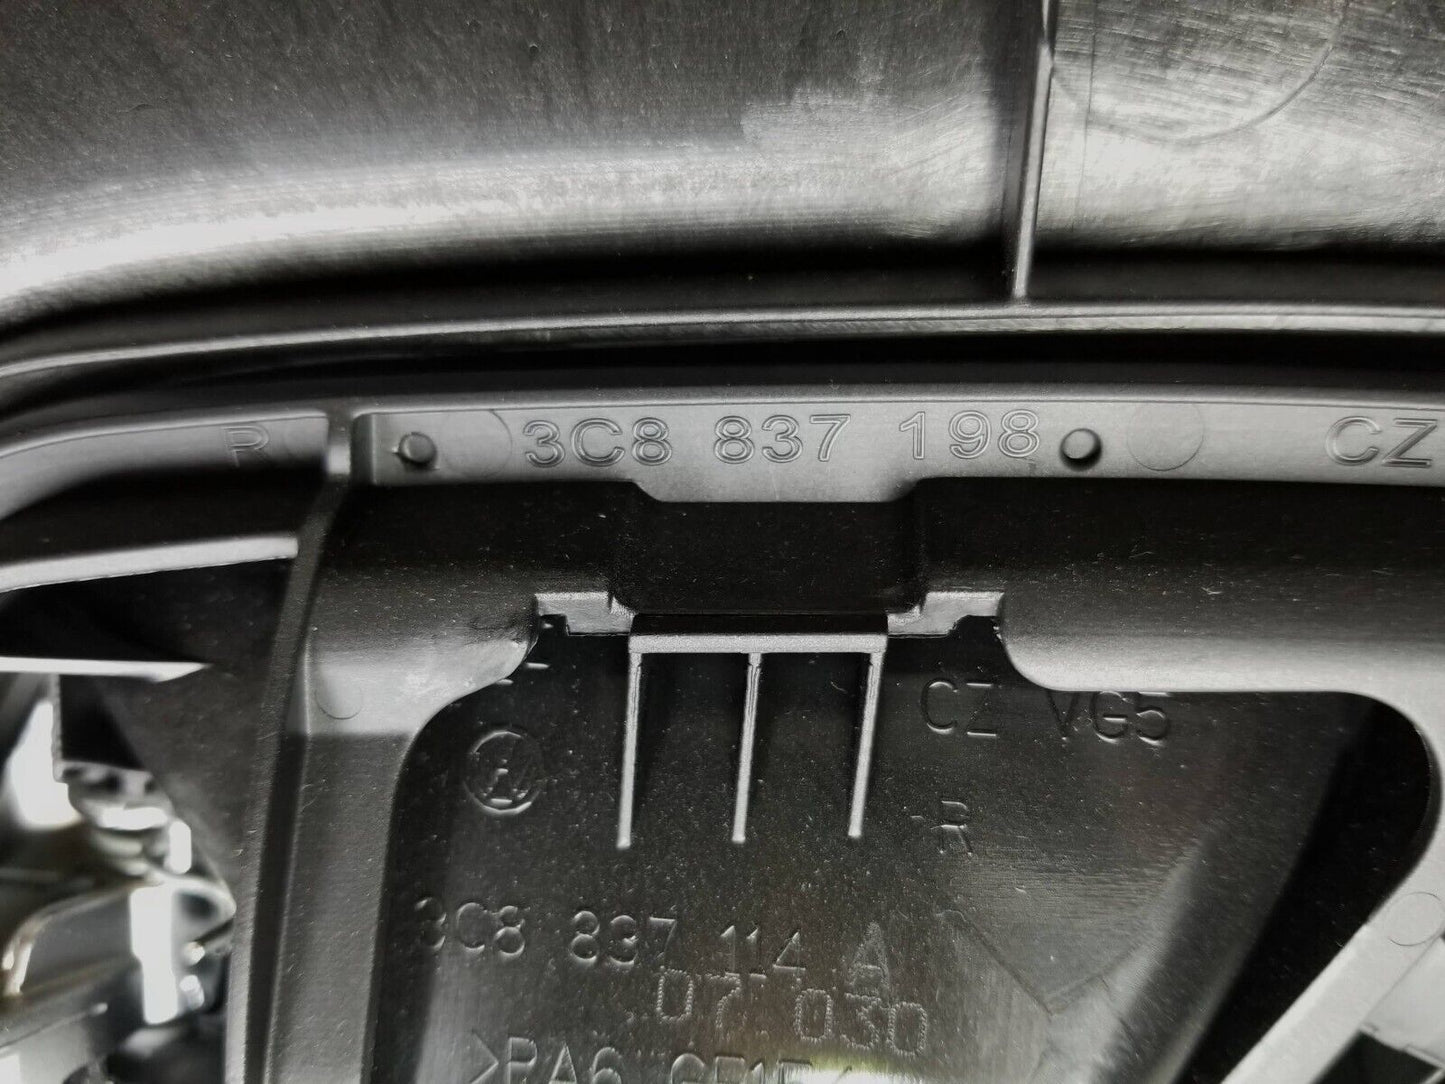 R 3C8 837 198 CZ
CZ VG5
R
3C8 837 114 A
07 030
>PA6